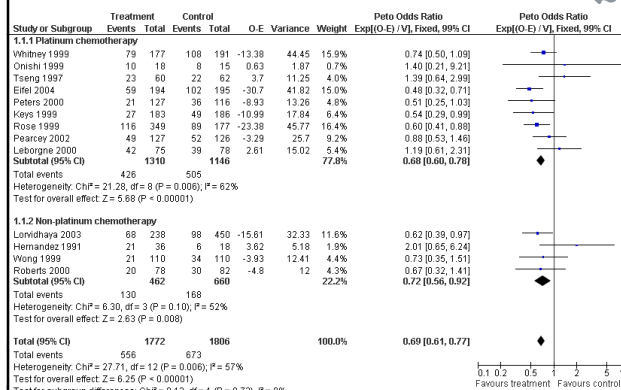 Treatment Control Peto Odds Ratio Peto Odds Ratio
Study or Subgroup Events Total Events Total O-E Variance Weight Exp[(O-E) / V], Fixed, 99% CI Exp[(O-E) / V], Fixed, 99% CI
1.1.1 Platinum chemotherapy
Whitney 1999 79 177 108 191 -13.38 44.45 15.9% 0.74 [0.50, 1.09]
Onishi 1999 10 18 8 15 0.63 1.87 0.7% 1.40 [0.21, 9.21]
Tseng 1997 23 60 22 62 3.7 11.25 4.0% 1.39 [0.64, 2.99]
Eifel 2004 59 194 102 195 -30.7 41.82 15.0% 0.48 [0.32, 0.71]
Peters 2000 21 127 36 116 -8.93 13.26 4.8% 0.51 [0.25, 1.03]
Keys 1999 27 183 49 186 -10.99 17.84 6.4% 0.54 [0.29, 0.99]
Rose 1999 116 349 89 177 -23.38 45.77 16.4% 0.60 [0.41, 0.88]
Pearcey 2002 49 127 52 126 -3.29 25.7 9.2% 0.88 [0.53, 1.46]
Leborgne 2000 42 75 39 78 2.61 15.02 5.4% 1.19 [0.61, 2.31]
Subtotal (95% CI) 1310 1146 77.8% 0.68 [0.60, 0.78]
Total events 426 505
Heterogeneity: Chi² = 21.28, df = 8 (P = 0.006); I² = 62%
Test for overall effect: Z = 5.68 (P < 0.00001)
1.1.2 Non-platinum chemotherapy
Lorvidhaya 2003 68 238 98 450 -15.61 32.33 11.6% 0.62 [0.39, 0.97]
Hernandez 1991 21 36 6 18 3.62 5.18 1.9% 2.01 [0.65, 6.24]
Wong 1999 21 110 34 110 -3.93 12.41 4.4% 0.73 [0.35, 1.51]
Roberts 2000 20 78 30 82 -4.8 12 4.3% 0.67 [0.32, 1.41]
Subtotal (95% CI) 462 660 22.2% 0.72 [0.56, 0.92]
Total events 130 168
Heterogeneity: Chi² = 6.30, df = 3 (P = 0.10); I² = 52%
Test for overall effect: Z = 2.63 (P = 0.008)
Total (95% CI) 1772 1806 100.0% 0.69 [0.61, 0.77]
Total events 556 673
Heterogeneity: Chi² = 27.71, df = 12 (P = 0.006); I² = 57%
Test for overall effect: Z = 6.25 (P < 0.00001)
0.1 0.2 0.5 1 2 5
Favours treatment Favours control